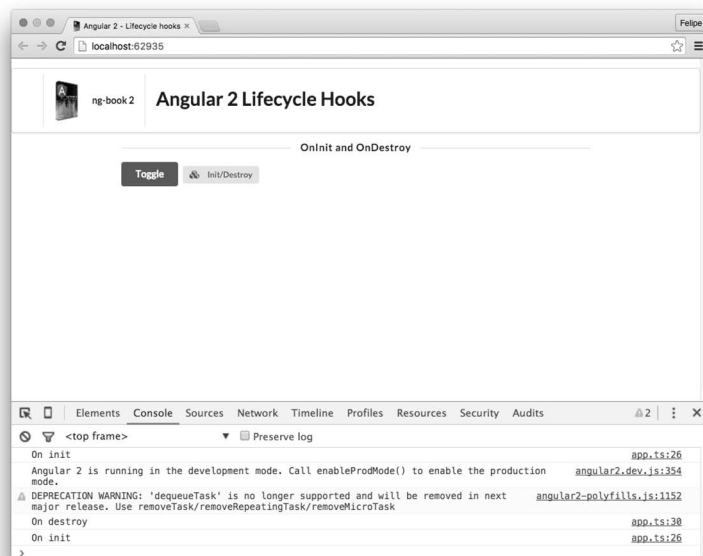 Angular 2 - Lifecycle hooks ×
Felipe
localhost:62935
ng-book 2
Angular 2 Lifecycle Hooks
OnInit and OnDestroy
Toggle
Init/Destroy
Elements Console Sources Network Timeline Profiles Resources Security Audits 2
<top frame> ▼ Preserve log
On init app.ts:26
Angular 2 is running in the development mode. Call enableProdMode() to enable the production angular2.dev.js:354
mode.
DEPRECATION WARNING: 'dequeueTask' is no longer supported and will be removed in next angular2-polyfills.js:1152
major release. Use removeTask/removeRepeatingTask/removeMicroTask
On destroy app.ts:30
On init app.ts:26
>